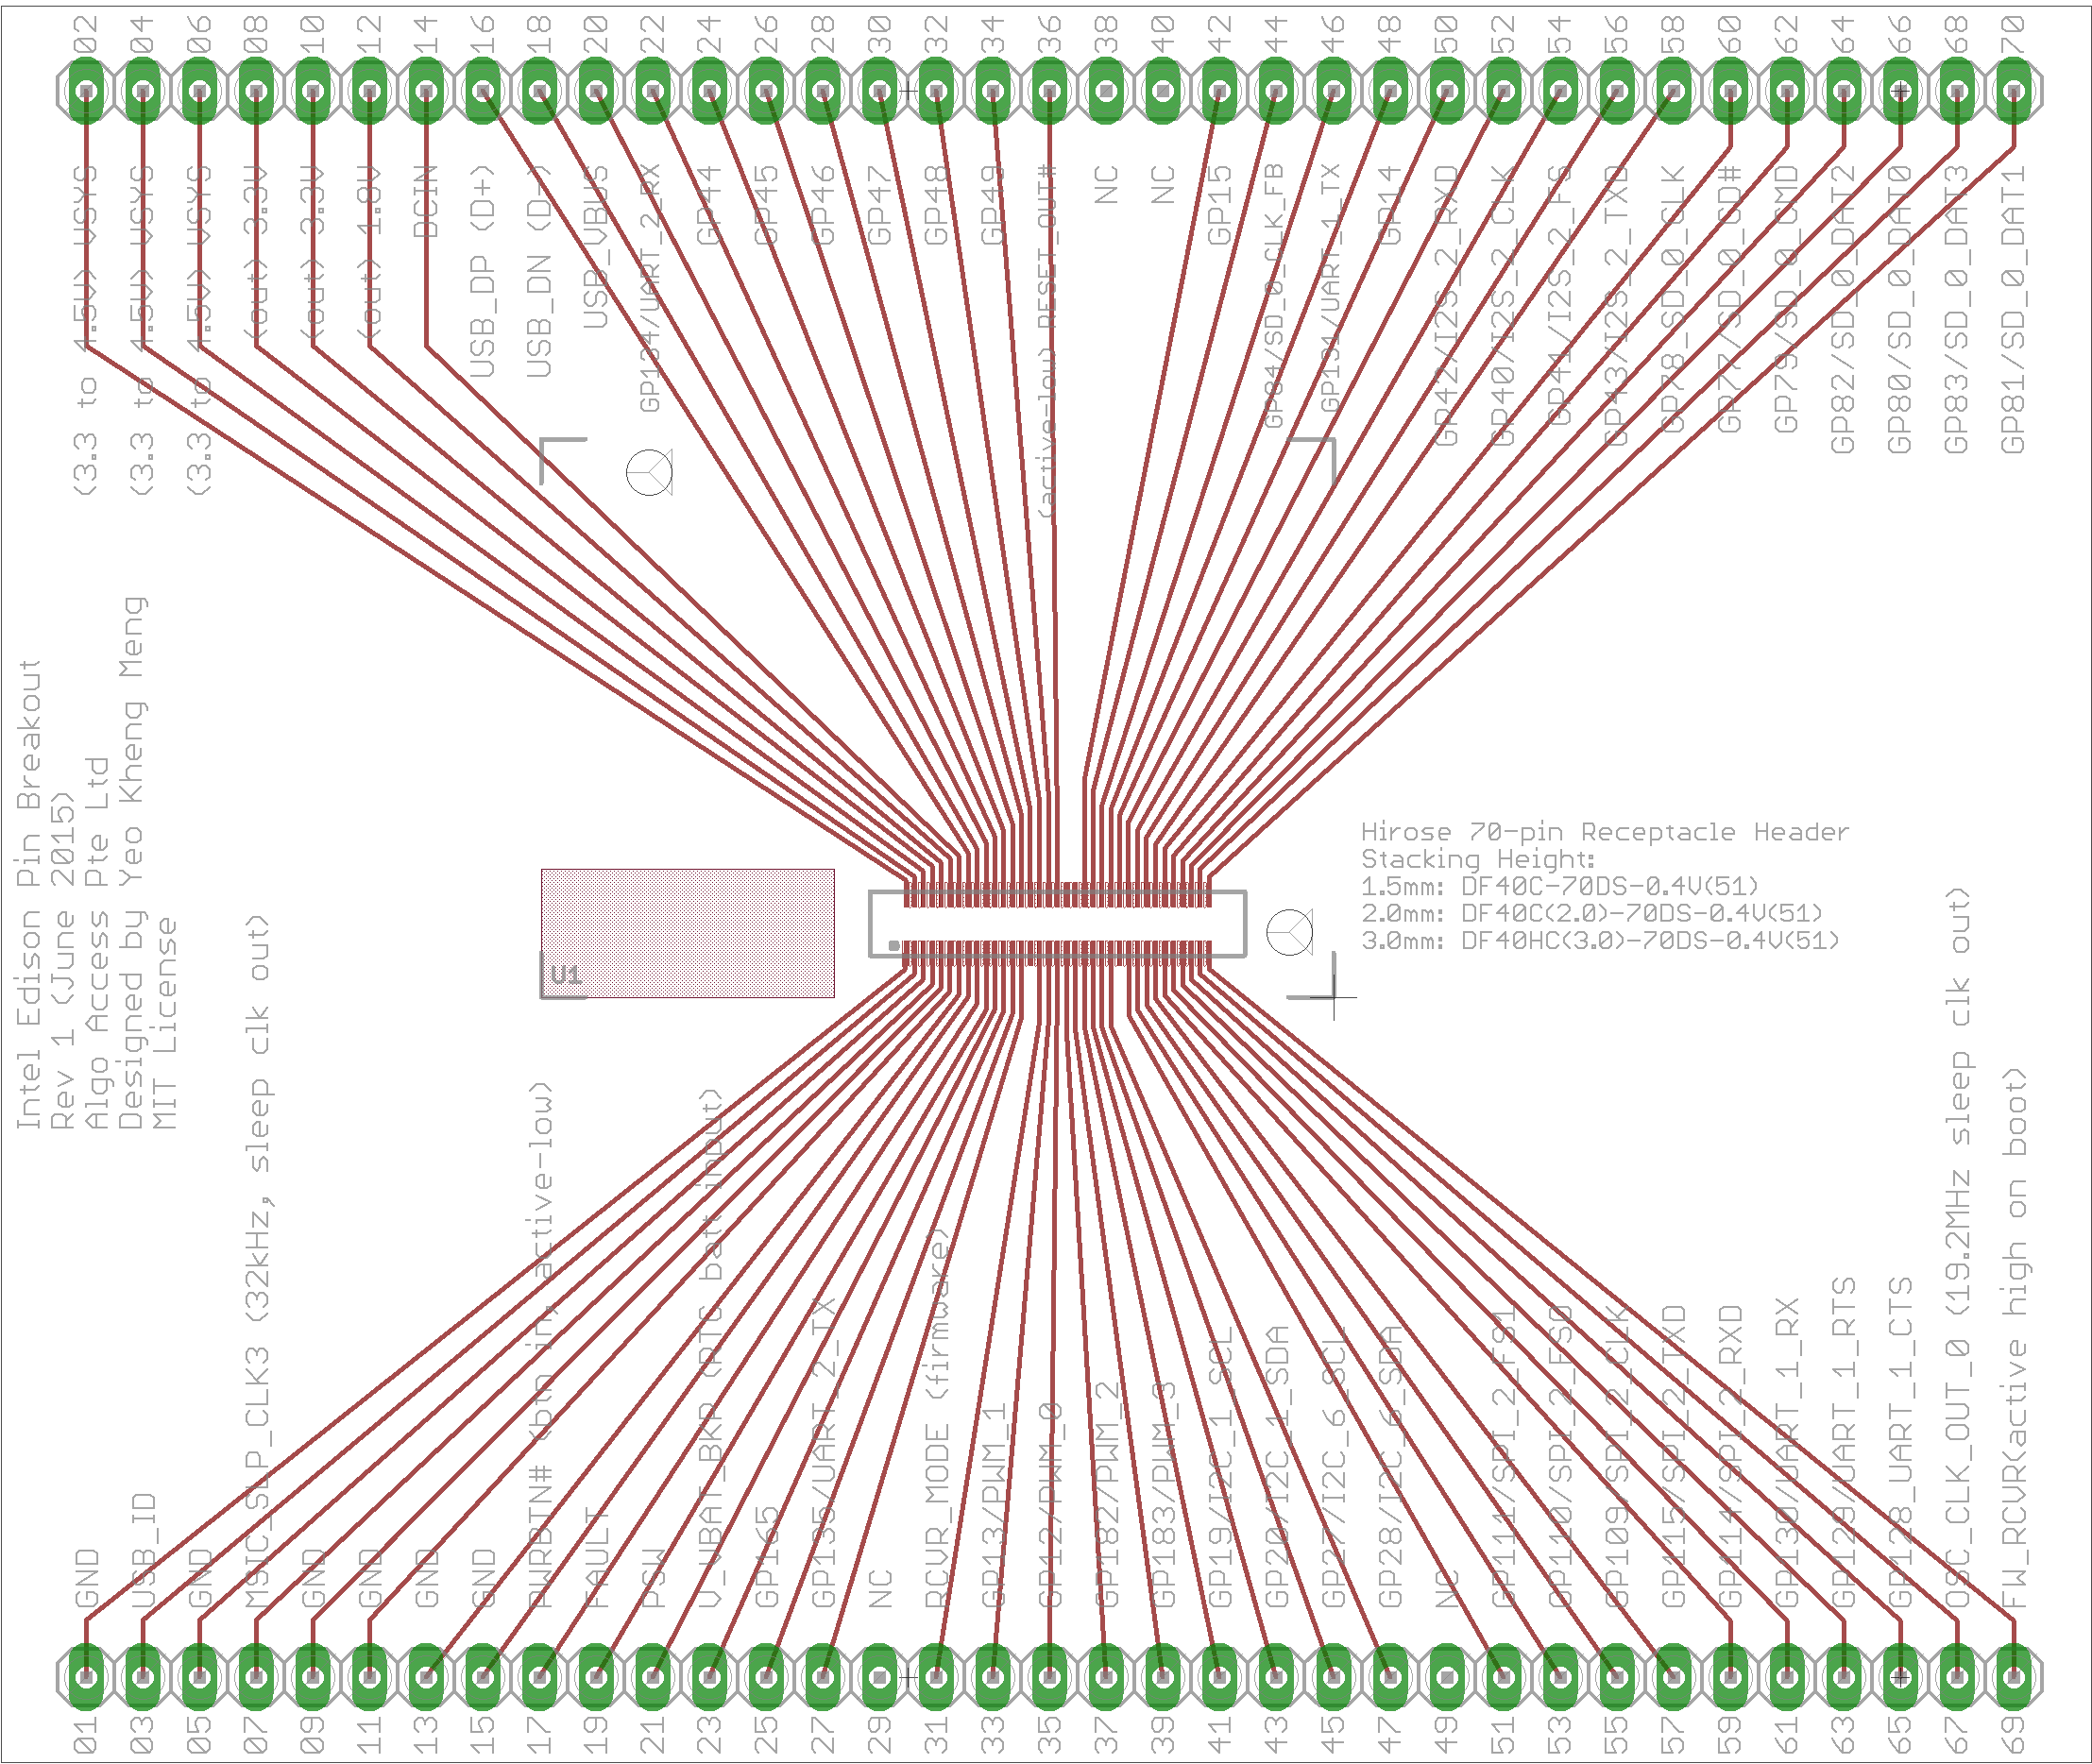 02 04 06 08 10 12 14 16 18 20 22 24 26 28 30 32 34 36 38 40 42 44 46 48 50 52 54 56 58 60 62 64 66 68 70
(3.3 to 4.5V) VSYS
(3.3 to 4.5V) VSYS
(3.3 to 4.5V) VSYS
(out) 3.3V
(out) 3.3V
(out) 1.8V
DCIN
USB_DP (D+)
USB_DN (D-)
USB_VBUS
GP134/UART_2_RX
GP44
GP45
GP46
GP47
GP48
GP49
(active-low) RESET_OUT#
NC
NC
GP15
GP84/SD_0_CLK_FB
GP131/UART_1_TX
GP14
GP42/I2S_2_RXD
GP40/I2S_2_CLK
GP41/I2S_2_FS
GP43/I2S_2_TXD
GP78_SD_0_CLK
GP77/SD_0_CD#
GP79/SD_0_CMD
GP82/SD_0_DAT2
GP80/SD_0_DAT0
GP83/SD_0_DAT3
GP81/SD_0_DAT1
Intel Edison Pin Breakout
Rev 1 (June 2015)
Algo Access Pte Ltd
Designed by Yeo Kheng Meng
MIT License
U1
Hirose 70-pin Receptacle Header
Stacking Height:
1.5mm: DF40C-70DS-0.4V(51)
2.0mm: DF40C(2.0)-70DS-0.4V(51)
3.0mm: DF40HC(3.0)-70DS-0.4V(51)
GND
USB_ID
GND
MSIC_SLP_CLK3 (32kHz, sleep clk out)
GND
GND
GND
GND
PWRBTN# (btn in, active-low)
FAULT
PSW
V_VBAT_BKP (RTC batt input)
GP165
GP135/UART_2_TX
NC
RCVR_MODE (firmware)
GP13/PWM_1
GP12/PWM_0
GP182/PWM_2
GP183/PWM_3
GP19/I2C_1_SCL
GP20/I2C_1_SDA
GP27/I2C_6_SCL
GP28/I2C_6_SDA
NC
GP111/SPI_2_FS1
GP110/SPI_2_FS0
GP109/SPI_2_CLK
GP115/SPI_2_TXD
GP114/SPI_2_RXD
GP130/UART_1_RX
GP129/UART_1_RTS
GP128_UART_1_CTS
OSC_CLK_OUT_0 (19.2MHz sleep clk out)
FW_RCVR(active high on boot)
01 03 05 07 09 11 13 15 17 19 21 23 25 27 29 31 33 35 37 39 41 43 45 47 49 51 53 55 57 59 61 63 65 67 69